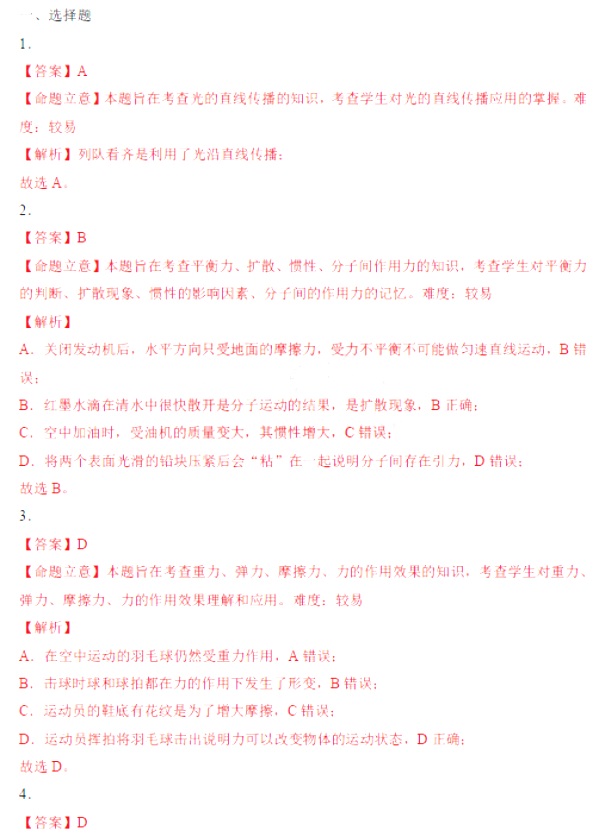 一、选择题
1.
【答案】A
【命题立意】本题旨在考查光的直线传播的知识，考查学生对光的直线传播应用的掌握。难
度：较易
【解析】列队看齐是利用了光沿直线传播；
故选 A。
2.
【答案】B
【命题立意】本题旨在考查平衡力、扩散、惯性、分子间作用力的知识，考查学生对平衡力
的判断、扩散现象、惯性的影响因素、分子间的作用力的记忆。难度：较易
【解析】
A．关闭发动机后，水平方向只受地面的摩擦力，受力不平衡不可能做匀速直线运动，B 错
误；
B．红墨水滴在清水中很快散开是分子运动的结果，是扩散现象，B 正确；
C．空中加油时，受油机的质量变大，其惯性增大，C 错误；
D．将两个表面光滑的铅块压紧后会“粘”在一起说明分子间存在引力，D 错误；
故选 B。
3.
【答案】D
【命题立意】本题旨在考查重力、弹力、摩擦力、力的作用效果的知识，考查学生对重力、
弹力、摩擦力、力的作用效果理解和应用。难度：较易
【解析】
A．在空中运动的羽毛球仍然受重力作用，A 错误；
B．击球时球和球拍都在力的作用下发生了形变，B 错误；
C．运动员的鞋底有花纹是为了增大摩擦，C 错误；
D．运动员挥拍将羽毛球击出说明力可以改变物体的运动状态，D 正确；
故选 D。
4.
【答案】D